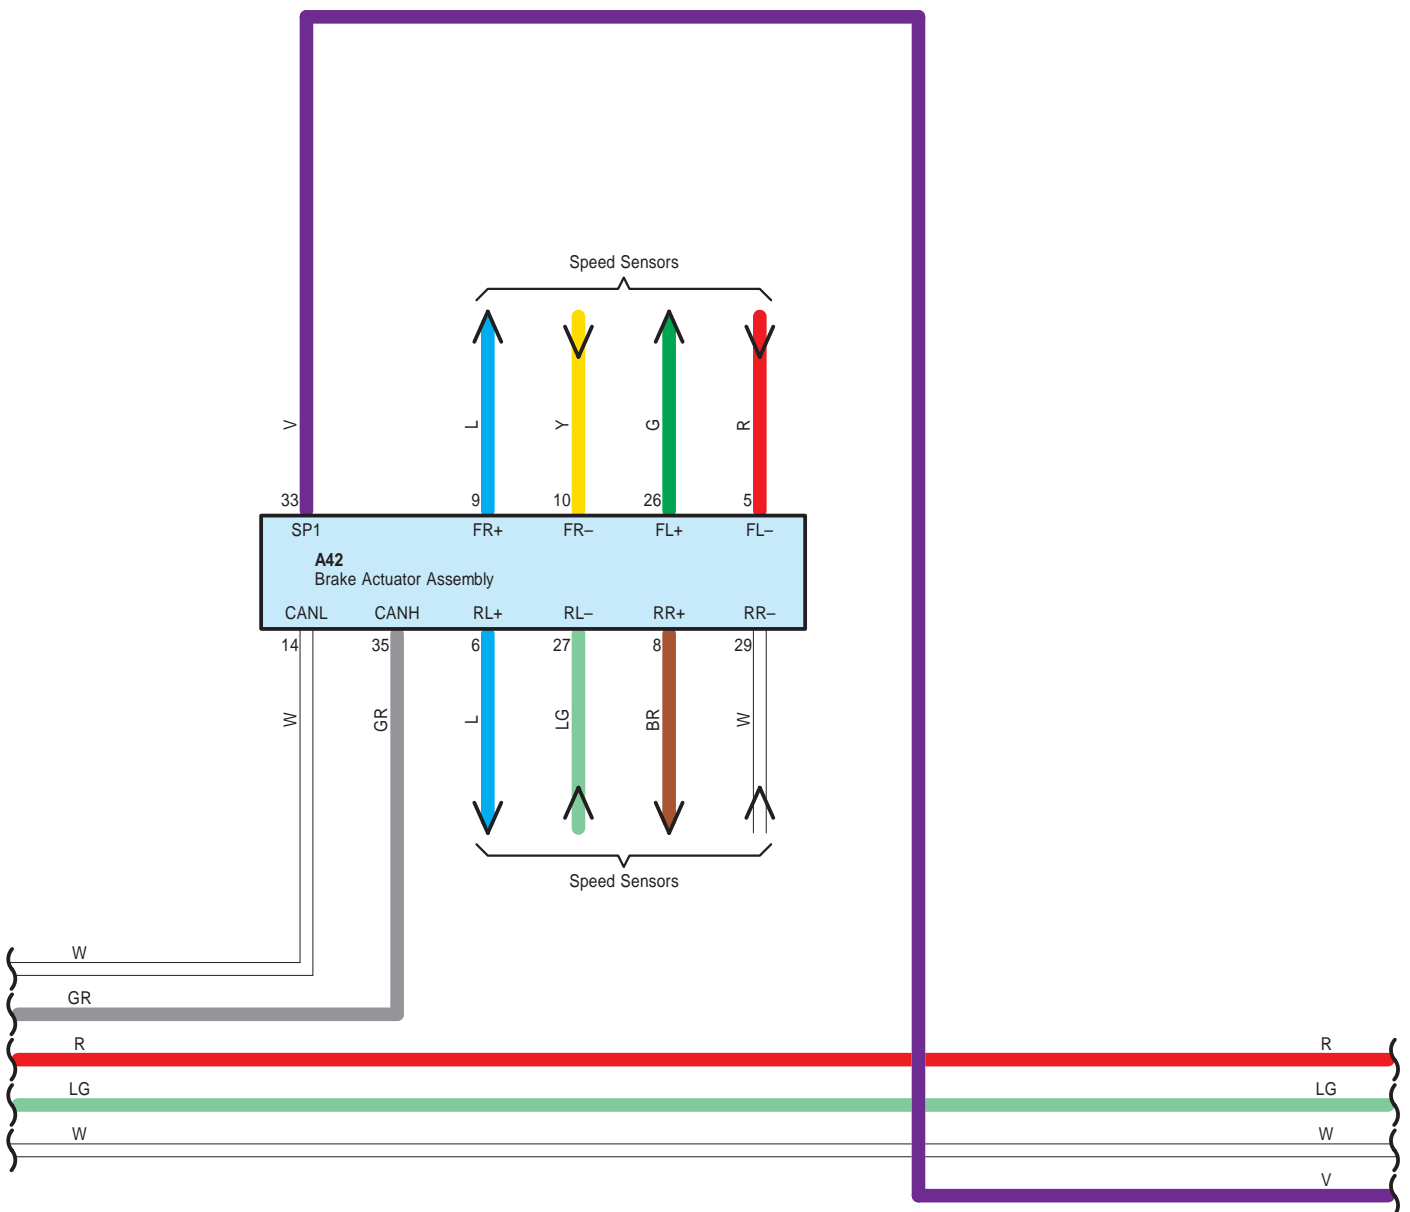 Speed Sensors
V L Y G R
33 9 10 26 5
SP1 FR+ FR– FL+ FL–
A42
Brake Actuator Assembly
CANL CANH RL+ RL– RR+ RR–
14 35 6 27 8 29
W GR L LG BR W
Speed Sensors
W
GR
R R
LG LG
W W
V